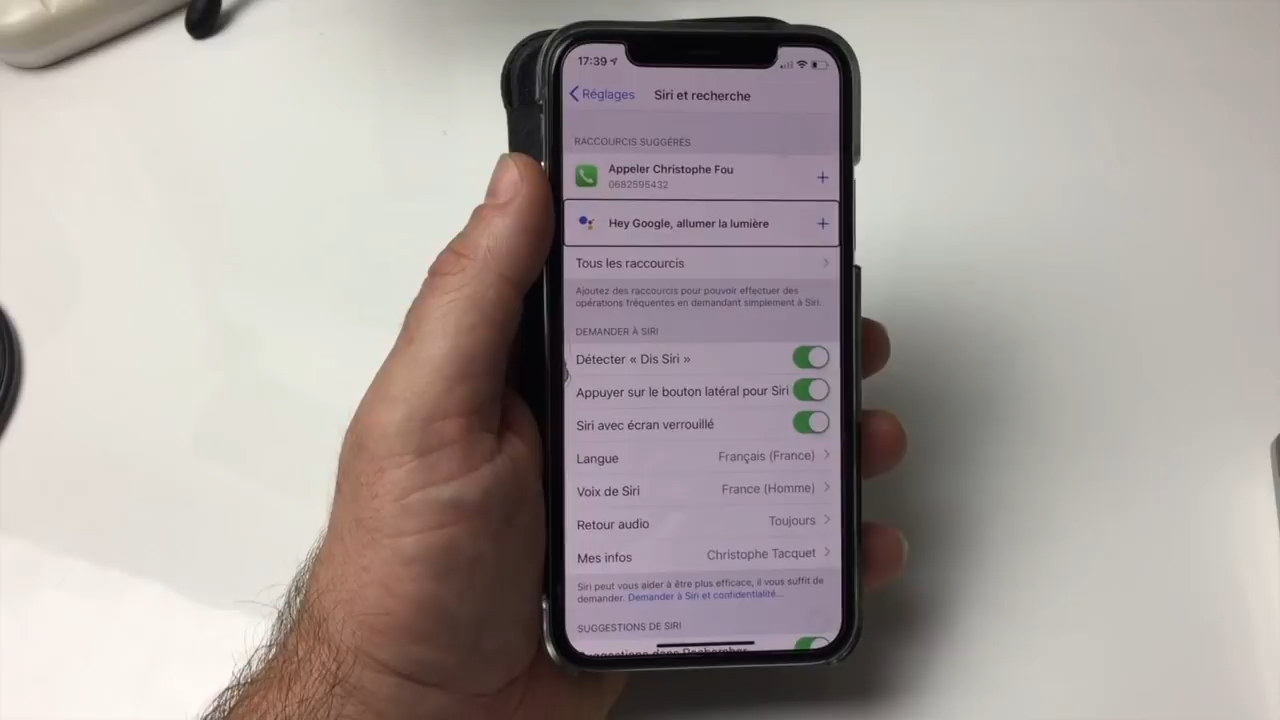 17:39
Réglages
Siri et recherche
RACCOURCIS SUGGÉRÉS
Appeler Christophe Fou
0682595432
Hey Google, allumer la lumière
Tous les raccourcis
Ajoutez des raccourcis pour pouvoir effectuer des
opérations fréquentes en demandant simplement à Siri.
DEMANDER À SIRI
Détecter « Dis Siri »
Appuyer sur le bouton latéral pour Siri
Siri avec écran verrouillé
Langue Français (France)
Voix de Siri France (Homme)
Retour audio Toujours
Mes infos Christophe Tacquet
Siri peut vous aider à être plus efficace, il vous suffit de
demander. Demander à Siri et confidentialité...
SUGGESTIONS DE SIRI
Suggestions dans Rechercher